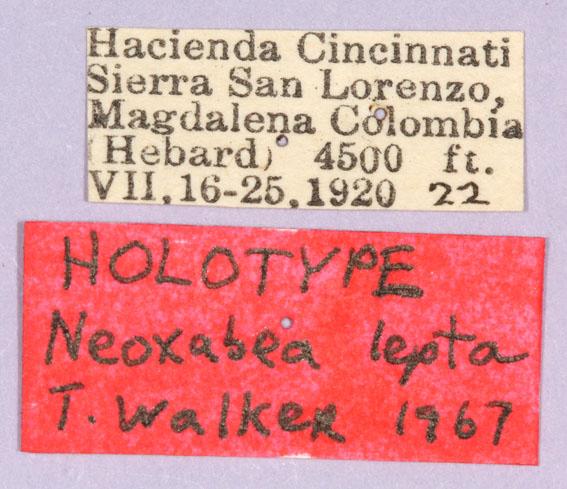 Hacienda Cincinnati
Sierra San Lorenzo,
Magdalena Colombia
(Hebard) 4500 ft.
VII, 16-25, 1920 22
HOLOTYPE
Neoxabea lepta
T. Walker 1967